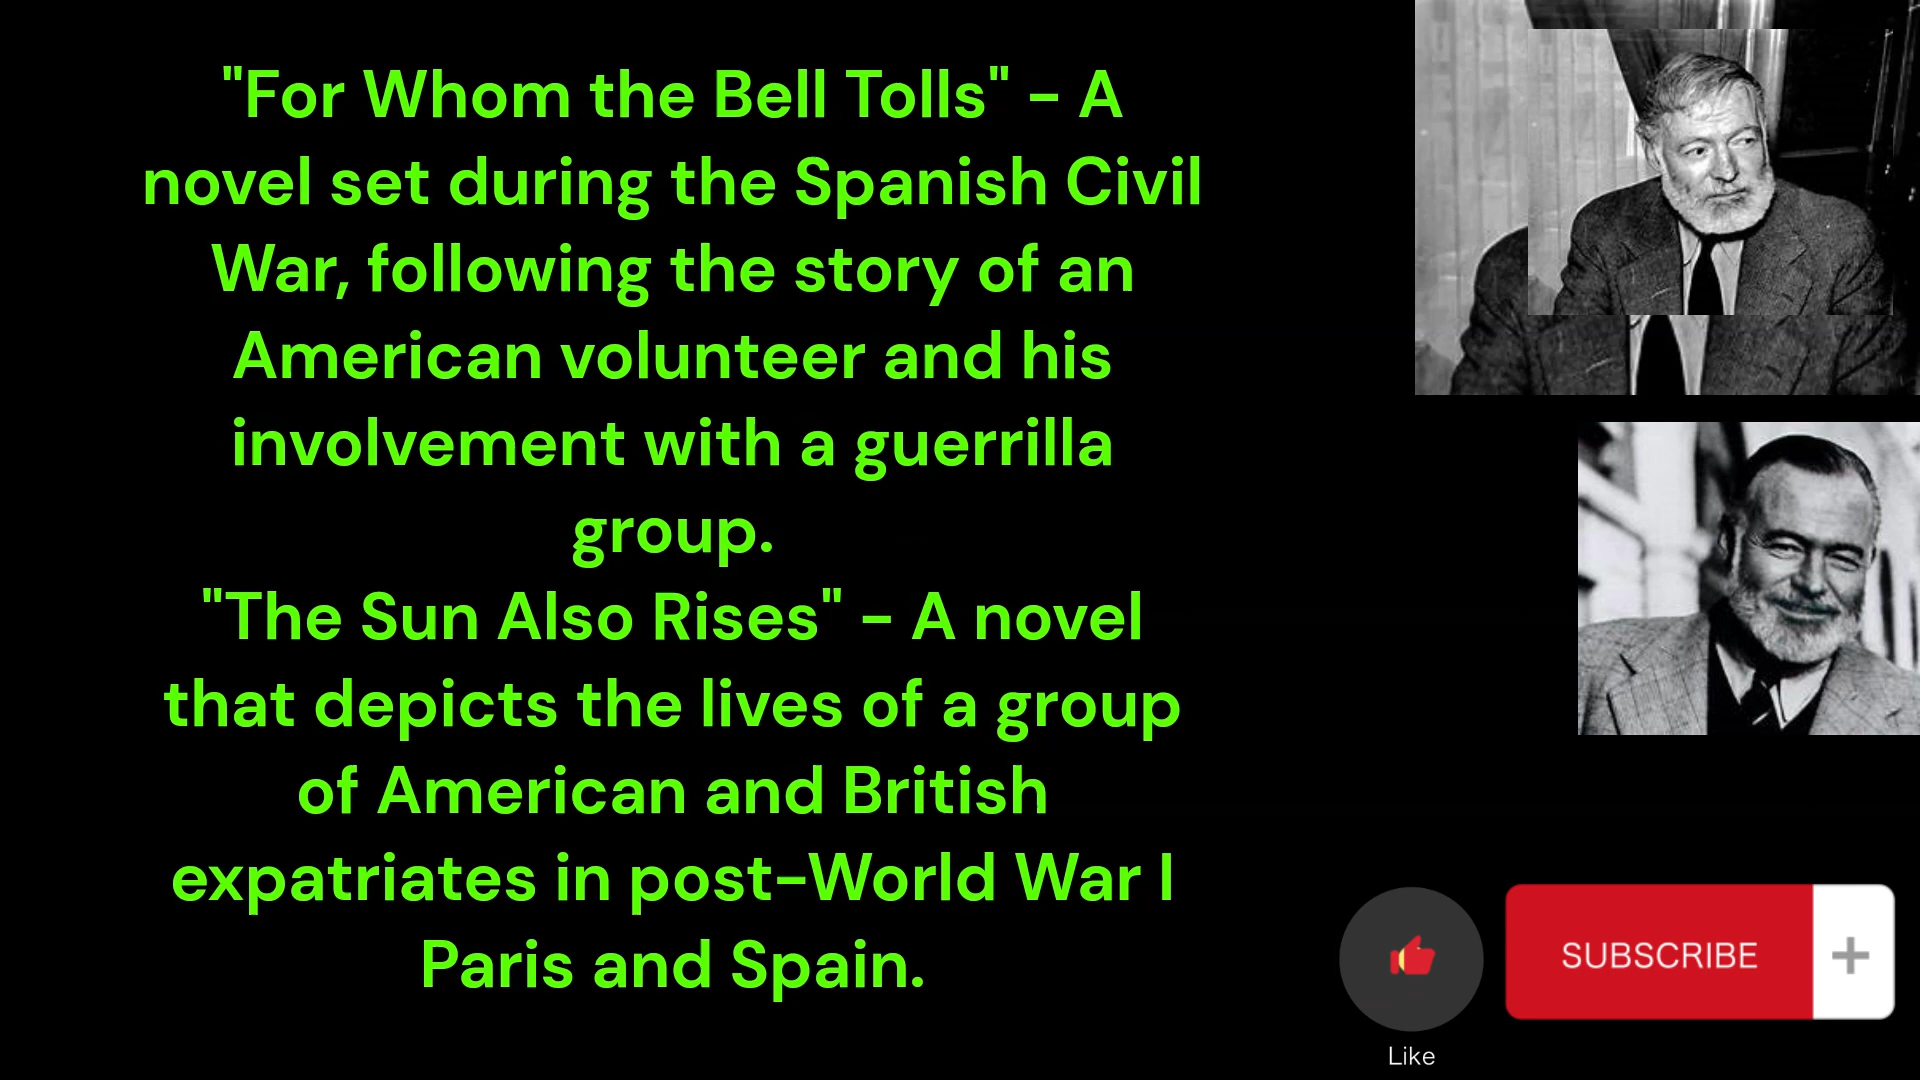 "For Whom the Bell Tolls" - A
novel set during the Spanish Civil
War, following the story of an
American volunteer and his
involvement with a guerrilla
group.
"The Sun Also Rises" - A novel
that depicts the lives of a group
of American and British
expatriates in post-World War I
Paris and Spain.
SUBSCRIBE +
Like